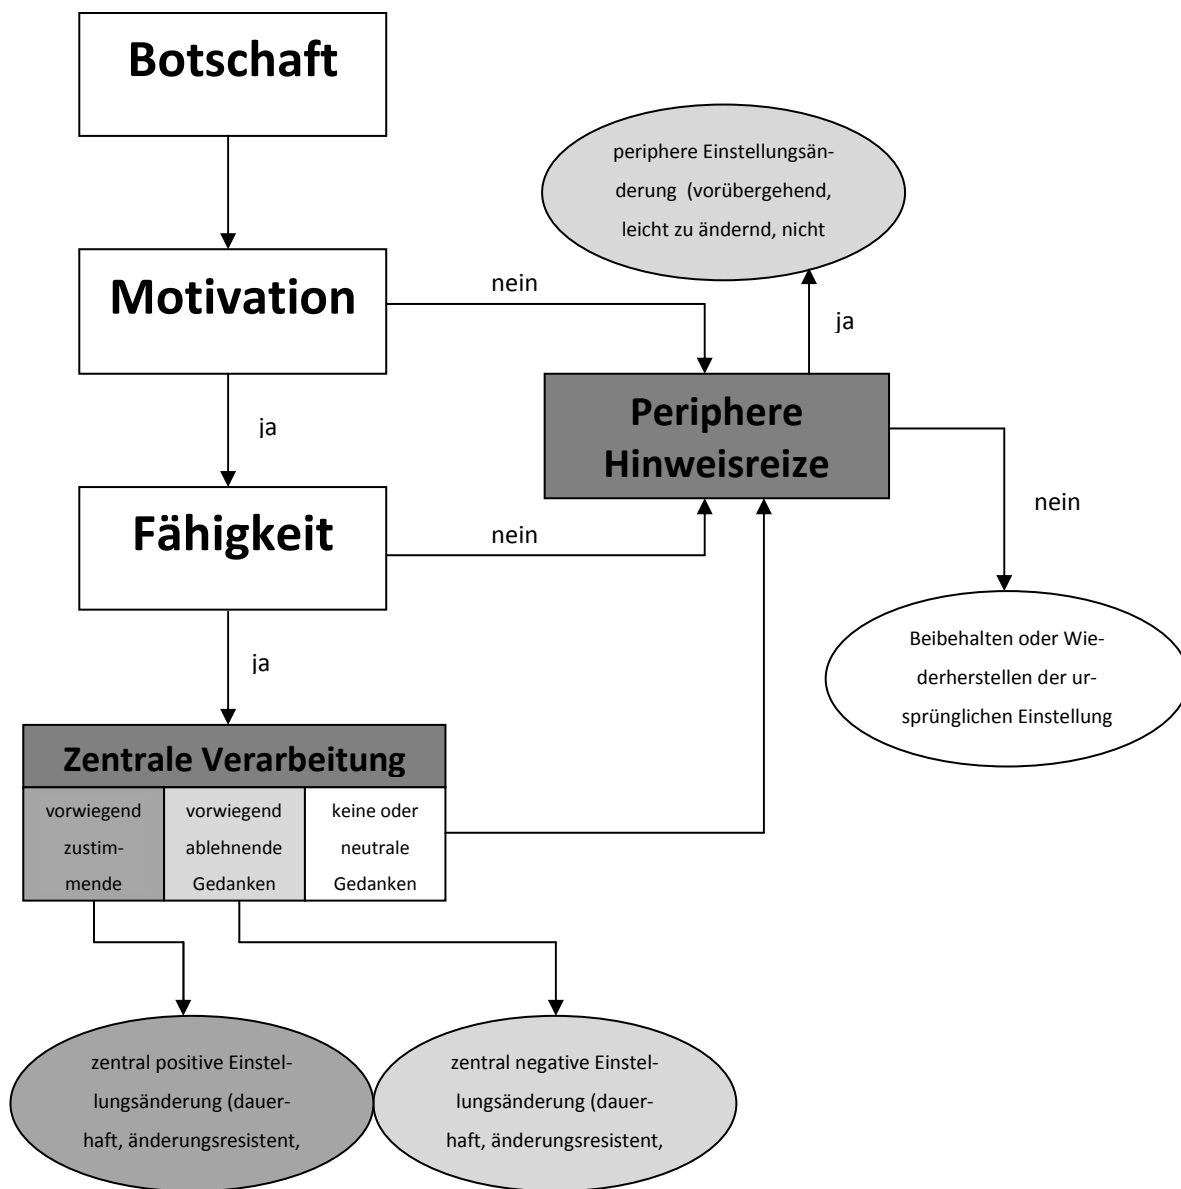 Botschaft
periphere Einstellungsän-
derung (vorübergehend,
leicht zu ändernd, nicht
Motivation
nein
ja
Periphere
Hinweisreize
ja
nein
Fähigkeit
nein
Beibehalten oder Wie-
derherstellen der ur-
sprünglichen Einstellung
ja
Zentrale Verarbeitung
vorwiegend
zustim-
mende
vorwiegend
ablehnende
Gedanken
keine oder
neutrale
Gedanken
zentral positive Einstel-
lungsänderung (dauer-
haft, änderungsresistent,
zentral negative Einstel-
lungsänderung (dauer-
haft, änderungsresistent,